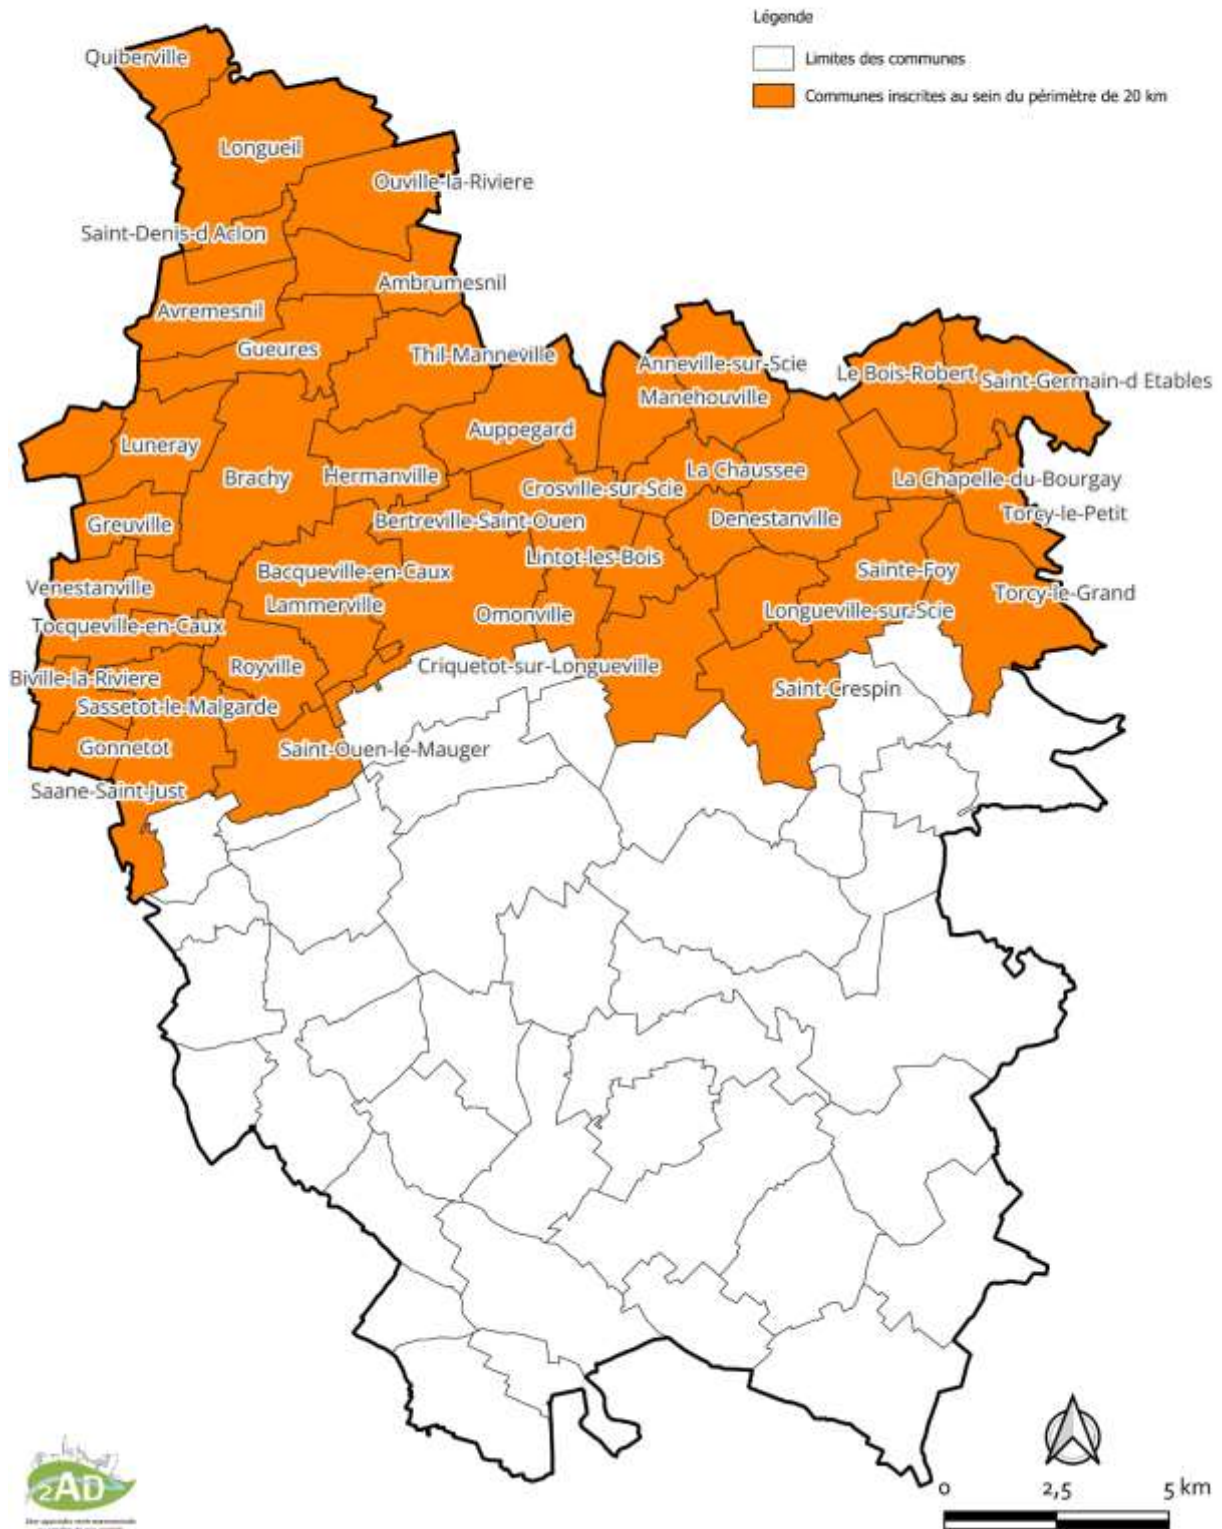 Légende
Limites des communes
Communes inscrites au sein du périmètre de 20 km
Quiberville
Longueil
Ouville-la-Riviere
Saint-Denis-d Aclon
Ambrumesnil
Avremesnil
Gueures
Thil-Manneville
Anneville-sur-Scie
Le Bois-Robert
Saint-Germain-d Etables
Manehouville
Auppegard
Luneray
Brachy
Hermanville
La Chaussee
La Chapelle-du-Bourgay
Crosville-sur-Scie
Greuville
Bertreville-Saint-Ouen
Denestanville
Torcy-le-Petit
Lintot-les-Bois
Bacqueville-en-Caux
Sainte-Foy
Venestanville
Lammerville
Omonville
Longueville-sur-Scie
Torcy-le-Grand
Tocqueville-en-Caux
Royville
Criquetot-sur-Longueville
Biville-la-Riviere
Saint-Crespin
Sassetot-le-Malgarde
Gonnetot
Saint-Ouen-le-Mauger
Saane-Saint-Just
2AD
0 2,5 5 km